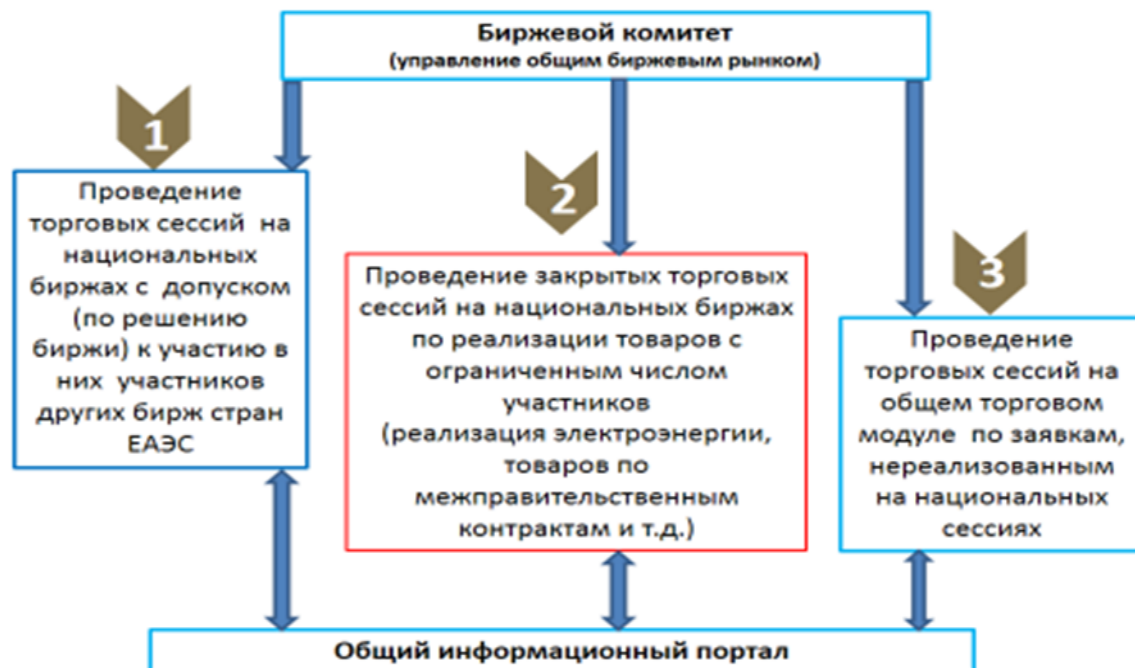 Биржевой комитет
(управление общим биржевым рынком)
1
Проведение
торговых сессий на
национальных
биржах с допуском
(по решению
биржи) к участию в
них участников
других бирж стран
ЕАЭС
2
Проведение закрытых торговых
сессий на национальных биржах
по реализации товаров с
ограниченным числом
участников
(реализация электроэнергии,
товаров по
межправительственным
контрактам и т.д.)
3
Проведение
торговых сессий на
общем торговом
модуле по заявкам,
нереализованным
на национальных
сессиях
Общий информационный портал